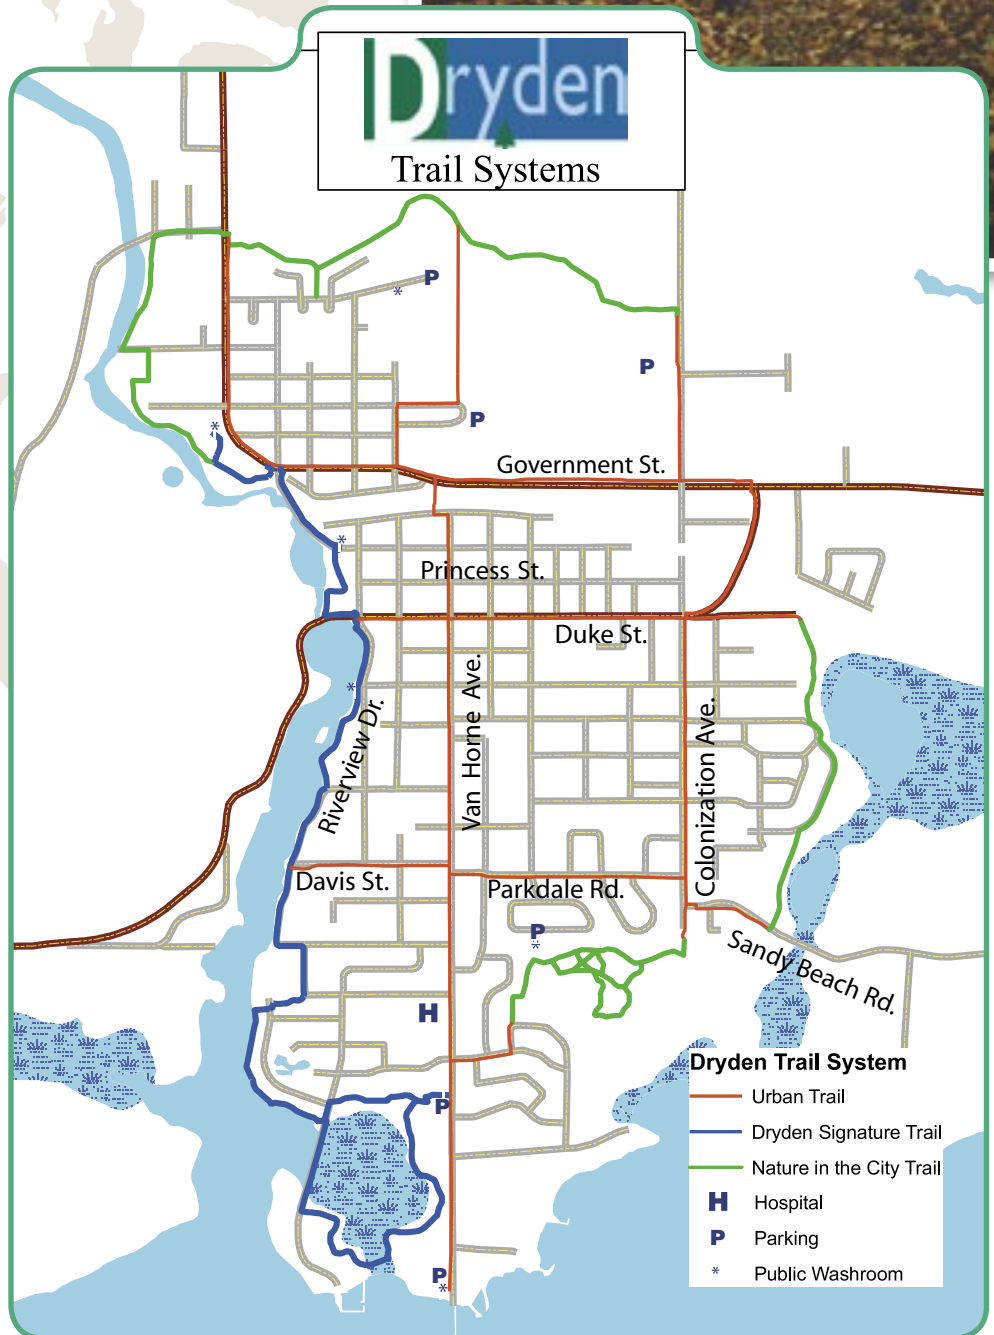 Dryden
Trail Systems
P
P
P
Government St.
Princess St.
Duke St.
Riverview Dr.
Van Horne Ave.
Colonization Ave.
Davis St.
Parkdale Rd.
P
Sandy Beach Rd.
H
P
P
Dryden Trail System
Urban Trail
Dryden Signature Trail
Nature in the City Trail
H Hospital
P Parking
* Public Washroom